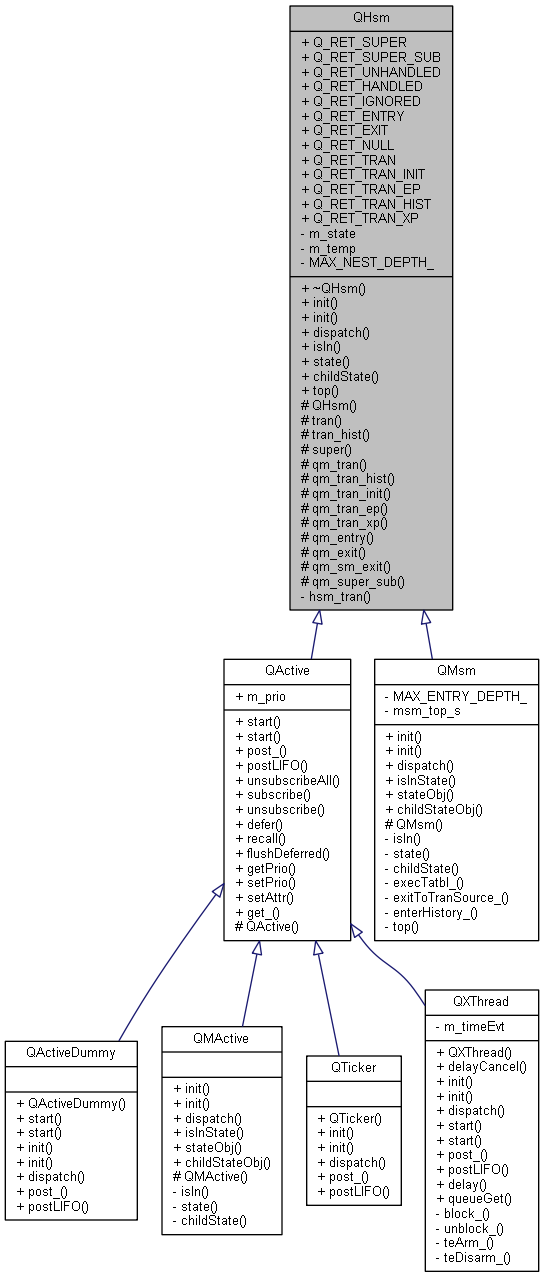 QHsm
+ Q_RET_SUPER
+ Q_RET_SUPER_SUB
+ Q_RET_UNHANDLED
+ Q_RET_HANDLED
+ Q_RET_IGNORED
+ Q_RET_ENTRY
+ Q_RET_EXIT
+ Q_RET_NULL
+ Q_RET_TRAN
+ Q_RET_TRAN_INIT
+ Q_RET_TRAN_EP
+ Q_RET_TRAN_HIST
+ Q_RET_TRAN_XP
- m_state
- m_temp
- MAX_NEST_DEPTH_
+ ~QHsm()
+ init()
+ init()
+ dispatch()
+ isIn()
+ state()
+ childState()
+ top()
# QHsm()
# tran()
# tran_hist()
# super()
# qm_tran()
# qm_tran_hist()
# qm_tran_init()
# qm_tran_ep()
# qm_tran_xp()
# qm_entry()
# qm_exit()
# qm_sm_exit()
# qm_super_sub()
- hsm_tran()
QActive
+ m_prio
+ start()
+ start()
+ post_()
+ postLIFO()
+ unsubscribeAll()
+ subscribe()
+ unsubscribe()
+ defer()
+ recall()
+ flushDeferred()
+ getPrio()
+ setPrio()
+ setAttr()
+ get_()
# QActive()
QMsm
- MAX_ENTRY_DEPTH_
- msm_top_s
+ init()
+ init()
+ dispatch()
+ isInState()
+ stateObj()
+ childStateObj()
# QMsm()
- isIn()
- state()
- childState()
- execTatbl_()
- exitToTranSource_()
- enterHistory_()
- top()
QActiveDummy
+ QActiveDummy()
+ start()
+ start()
+ init()
+ init()
+ dispatch()
+ post_()
+ postLIFO()
QMActive
+ init()
+ init()
+ dispatch()
+ isInState()
+ stateObj()
+ childStateObj()
# QMActive()
- isIn()
- state()
- childState()
QTicker
+ QTicker()
+ init()
+ init()
+ dispatch()
+ post_()
+ postLIFO()
QXThread
- m_timeEvt
+ QXThread()
+ delayCancel()
+ init()
+ init()
+ dispatch()
+ start()
+ start()
+ post_()
+ postLIFO()
+ delay()
+ queueGet()
- block_()
- unblock_()
- teArm_()
- teDisarm_()